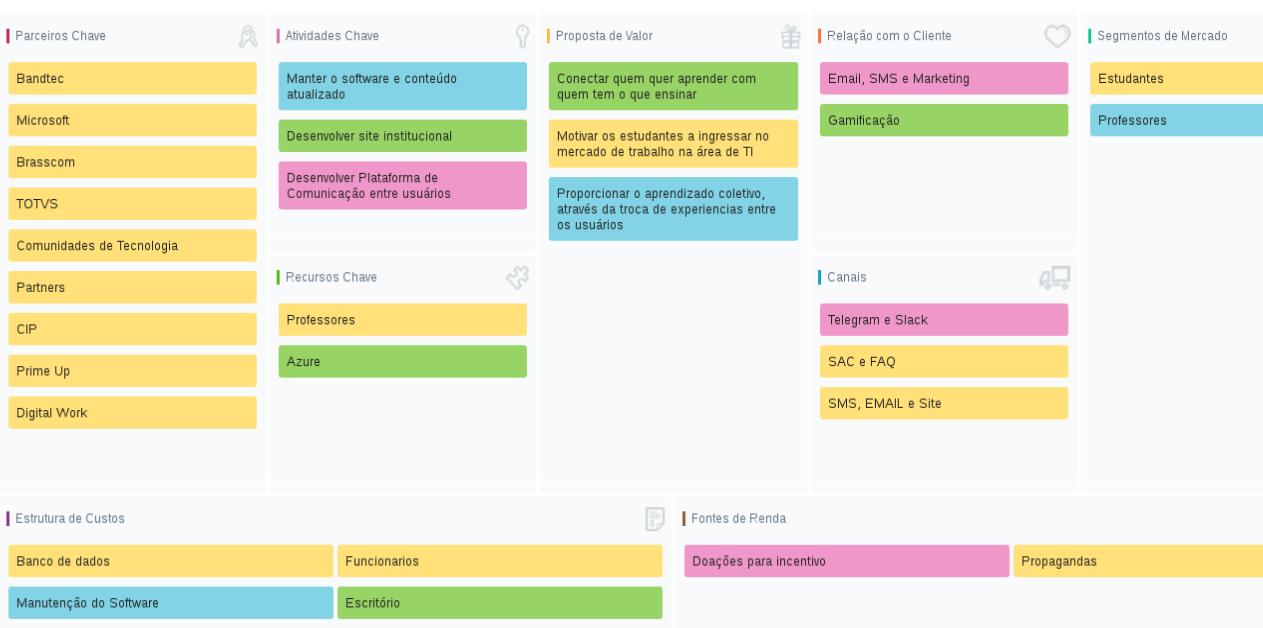 Parceiros Chave
Bandtec
Microsoft
Brasscom
TOTVS
Comunidades de Tecnologia
Partners
CIP
Prime Up
Digital Work
Atividades Chave
Manter o software e conteúdo
atualizado
Desenvolver site institucional
Desenvolver Plataforma de
Comunicação entre usuários
Recursos Chave
Professores
Azure
Proposta de Valor
Conectar quem quer aprender com
quem tem o que ensinar
Motivar os estudantes a ingressar no
mercado de trabalho na área de TI
Proporcionar o aprendizado coletivo,
através da troca de experiencias entre
os usuários
Relação com o Cliente
Email, SMS e Marketing
Gamificação
Canais
Telegram e Slack
SAC e FAQ
SMS, EMAIL e Site
Segmentos de Mercado
Estudantes
Professores
Estrutura de Custos
Banco de dados
Funcionarios
Manutenção do Software
Escritório
Fontes de Renda
Doações para incentivo
Propagandas